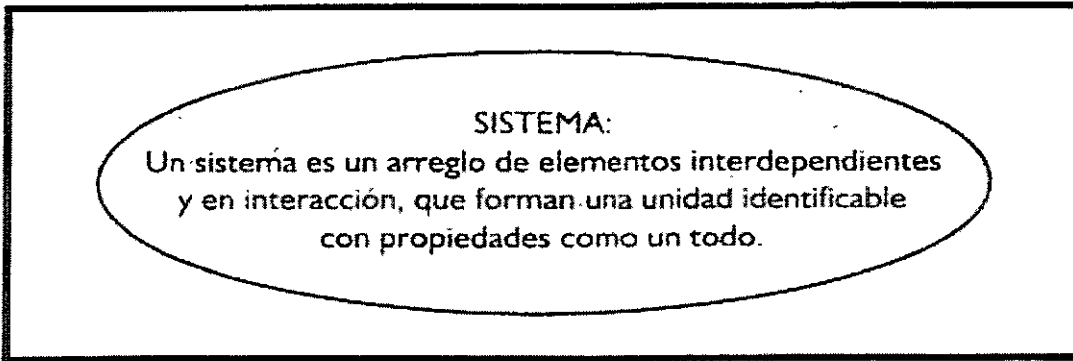 SISTEMA:
Un sistema es un arreglo de elementos interdependientes
y en interacción, que forman una unidad identificable
con propiedades como un todo.